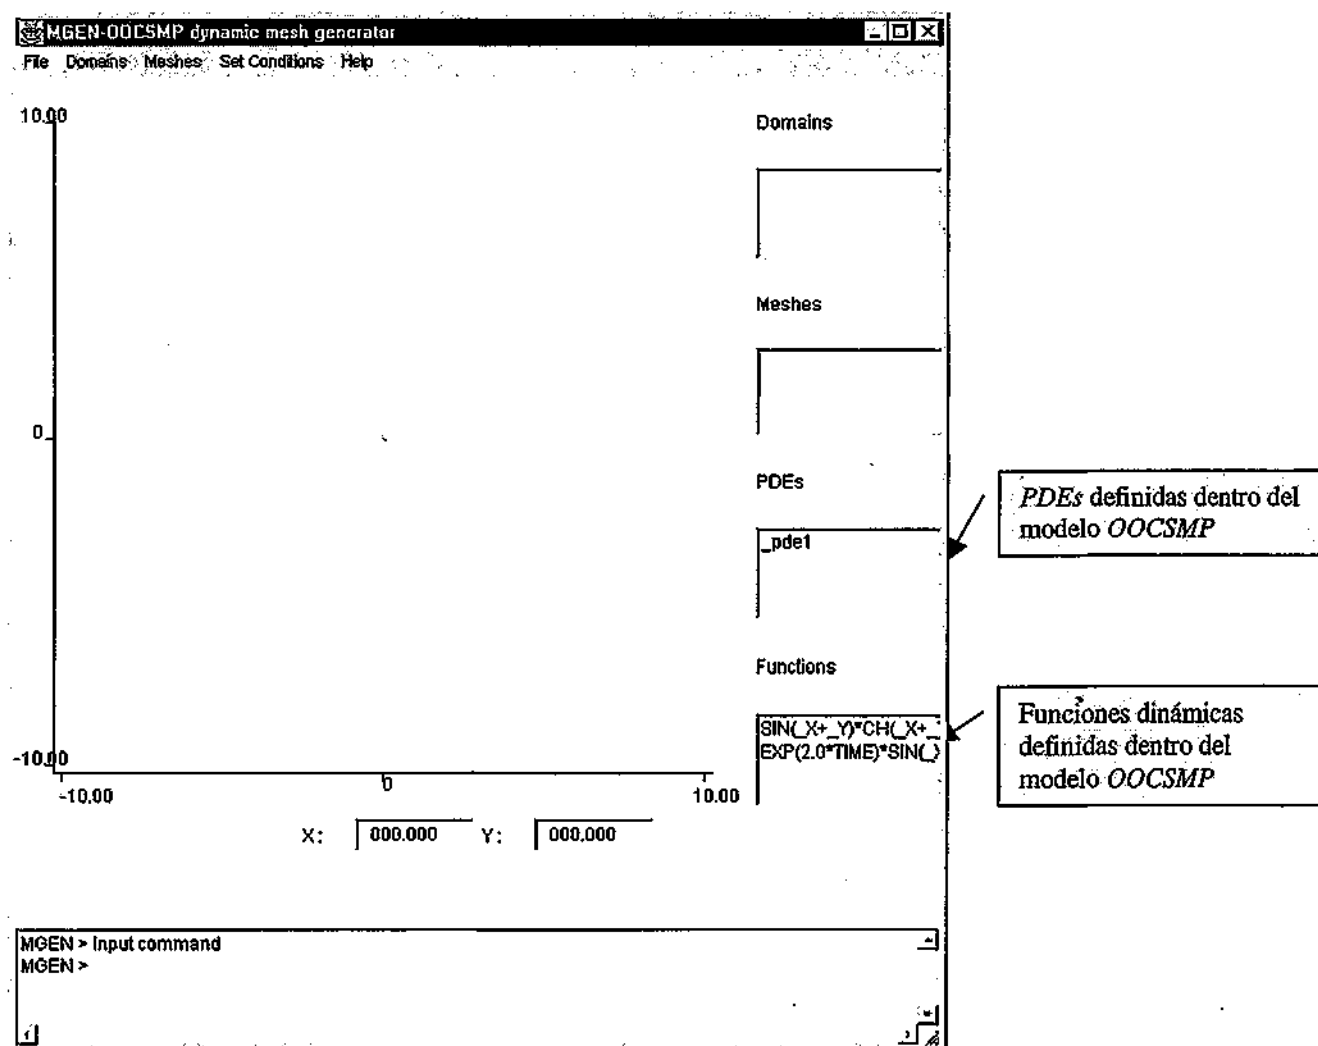 MGEN-OOCSMP dynamic mesh generator
File Domains Meshes Set Conditions Help
10.00
0
-10.00
-10.00 0 10.00
X: 000.000 Y: 000.000
Domains
Meshes
PDEs
_pde1
Functions
SIN(_X+_Y)*CH(_X+_
EXP(2.0*TIME)*SIN(_
MGEN > Input command
MGEN >
PDEs definidas dentro del
modelo OOCSMP
Funciones dinámicas
definidas dentro del
modelo OOCSMP